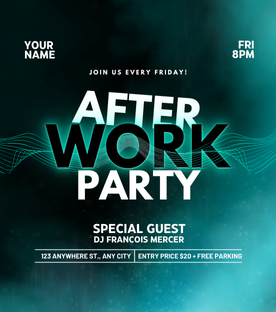 YOUR
NAME
FRI
8PM
JOIN US EVERY FRIDAY!
AFTER
WORK
PARTY
SPECIAL GUEST
DJ FRANCOIS MERCER
123 ANYWHERE ST., ANY CITY
ENTRY PRICE $20 + FREE PARKING